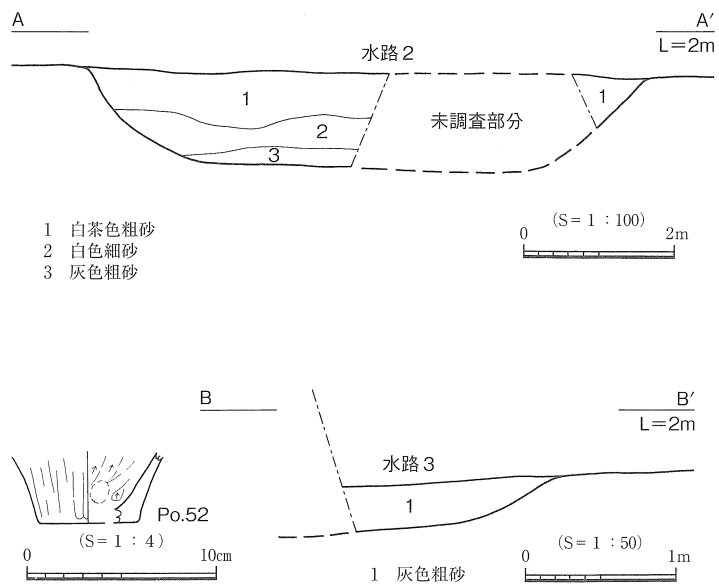 A
A′
L=2m
水路2
1
1
2
未調査部分
3
1 白茶色粗砂
2 白色細砂
3 灰色粗砂
(S=1:100)
0 2m
B
B′
L=2m
水路3
1
Po.52
(S=1:4)
0 10cm
1 灰色粗砂
(S=1:50)
0 1m